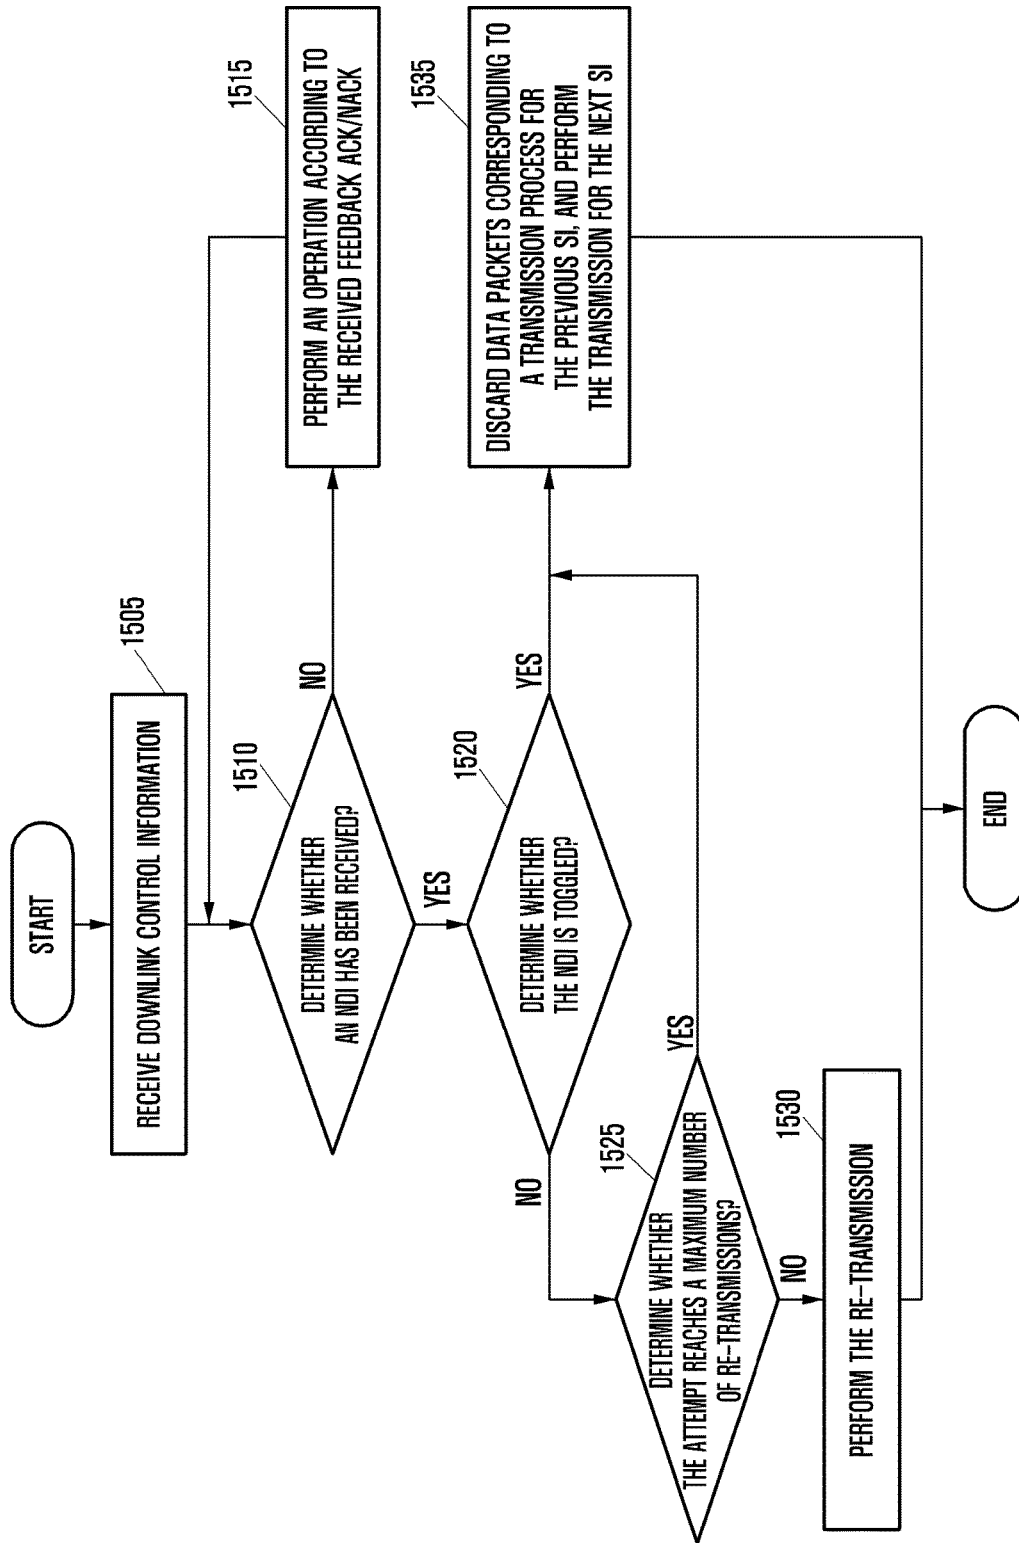 START
1505
RECEIVE DOWNLINK CONTROL INFORMATION
1510
DETERMINE WHETHER
AN NDI HAS BEEN RECEIVED?
NO
1515
PERFORM AN OPERATION ACCORDING TO
THE RECEIVED FEEDBACK ACK/NACK
YES
1520
DETERMINE WHETHER
THE NDI IS TOGGLED?
YES
1535
DISCARD DATA PACKETS CORRESPONDING TO
A TRANSMISSION PROCESS FOR
THE PREVIOUS SI, AND PERFORM
THE TRANSMISSION FOR THE NEXT SI
NO
1525
DETERMINE WHETHER
THE ATTEMPT REACHES A MAXIMUM NUMBER
OF RE-TRANSMISSIONS?
YES
NO
1530
PERFORM THE RE-TRANSMISSION
END